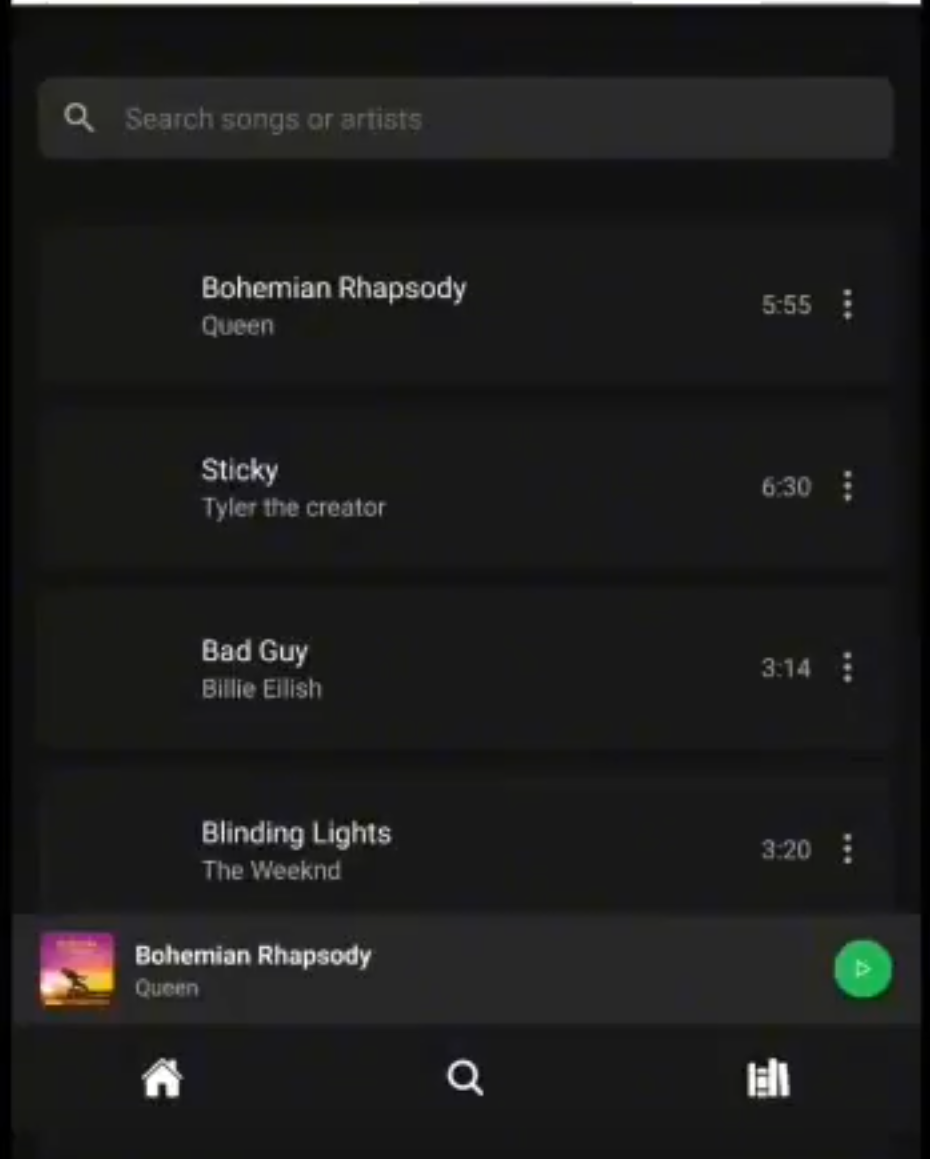 Search songs or artists
Bohemian Rhapsody
Queen
5:55
Sticky
Tyler the creator
6:30
Bad Guy
Billie Eilish
3:14
Blinding Lights
The Weeknd
3:20
Bohemian Rhapsody
Queen